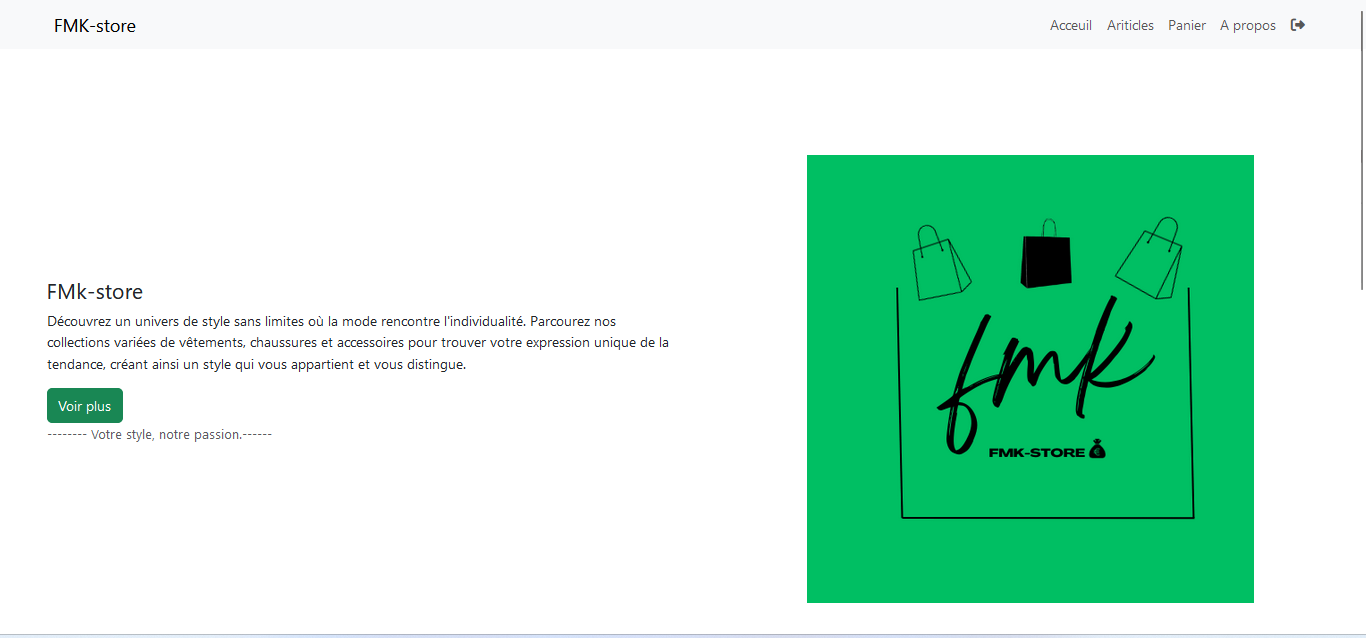 FMK-store
Acceuil Ariticles Panier A propos
FMk-store
Découvrez un univers de style sans limites où la mode rencontre l'individualité. Parcourez nos
collections variées de vêtements, chaussures et accessoires pour trouver votre expression unique de la
tendance, créant ainsi un style qui vous appartient et vous distingue.
Voir plus
-------- Votre style, notre passion.------
fmk
FMK-STORE